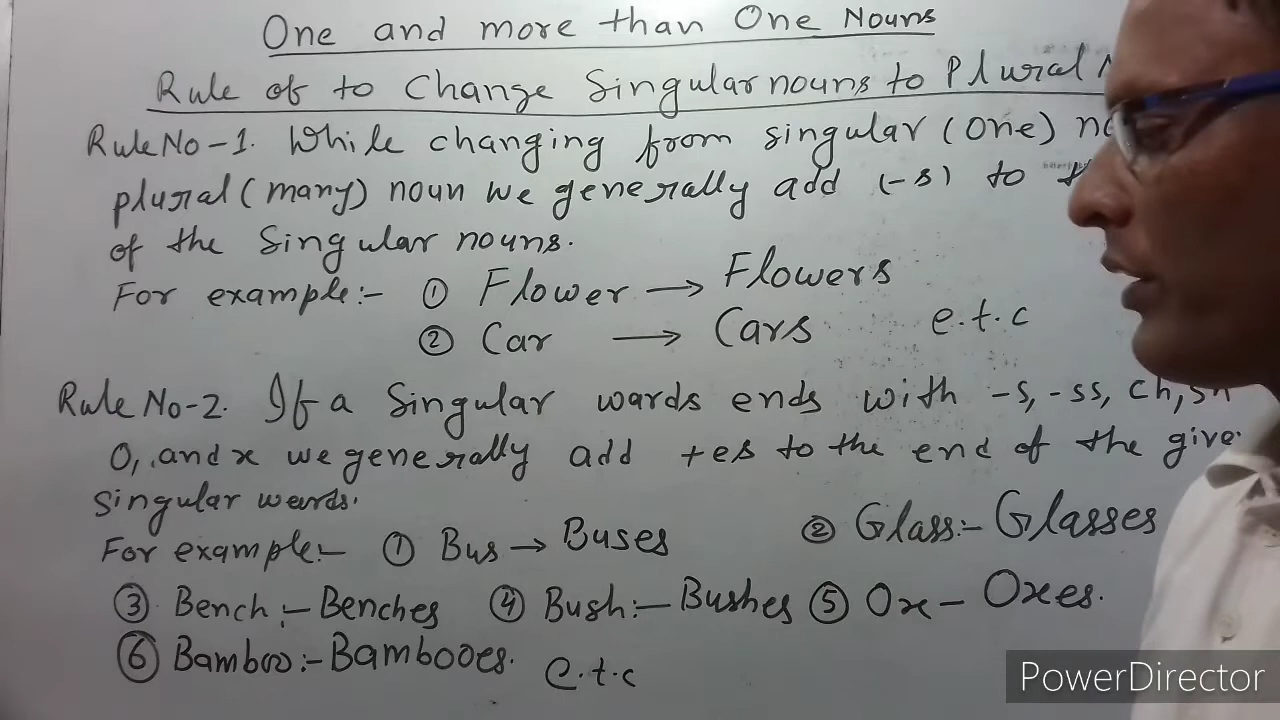 One and more than One Nouns
Rule of to Change Singular nouns to Plural
Rule No-1. While changing from singular (one)
plural (many) noun we generally add (-s) to
of the Singular nouns.
For example:- ① Flower → Flowers
② Car → Cars e.t.c
Rule No-2. If a Singular wards ends with -s, -ss, ch, sh
O, and x we generally add +es to the end of the give
Singular words.
For example:- ① Bus → Buses ② Glass:- Glasses
③ Bench:- Benches ④ Bush:- Bushes ⑤ Ox - Oxes.
⑥ Bamboo:- Bambooes. e.t.c
PowerDirector